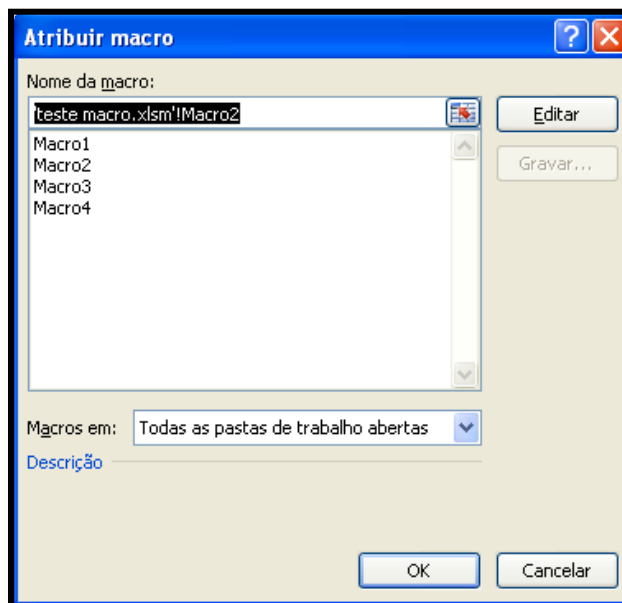 Atribuir macro
Nome da macro:
'teste macro.xlsm'!Macro2
Editar
Macro1
Gravar...
Macro2
Macro3
Macro4
Macros em: Todas as pastas de trabalho abertas
Descrição
OK Cancelar